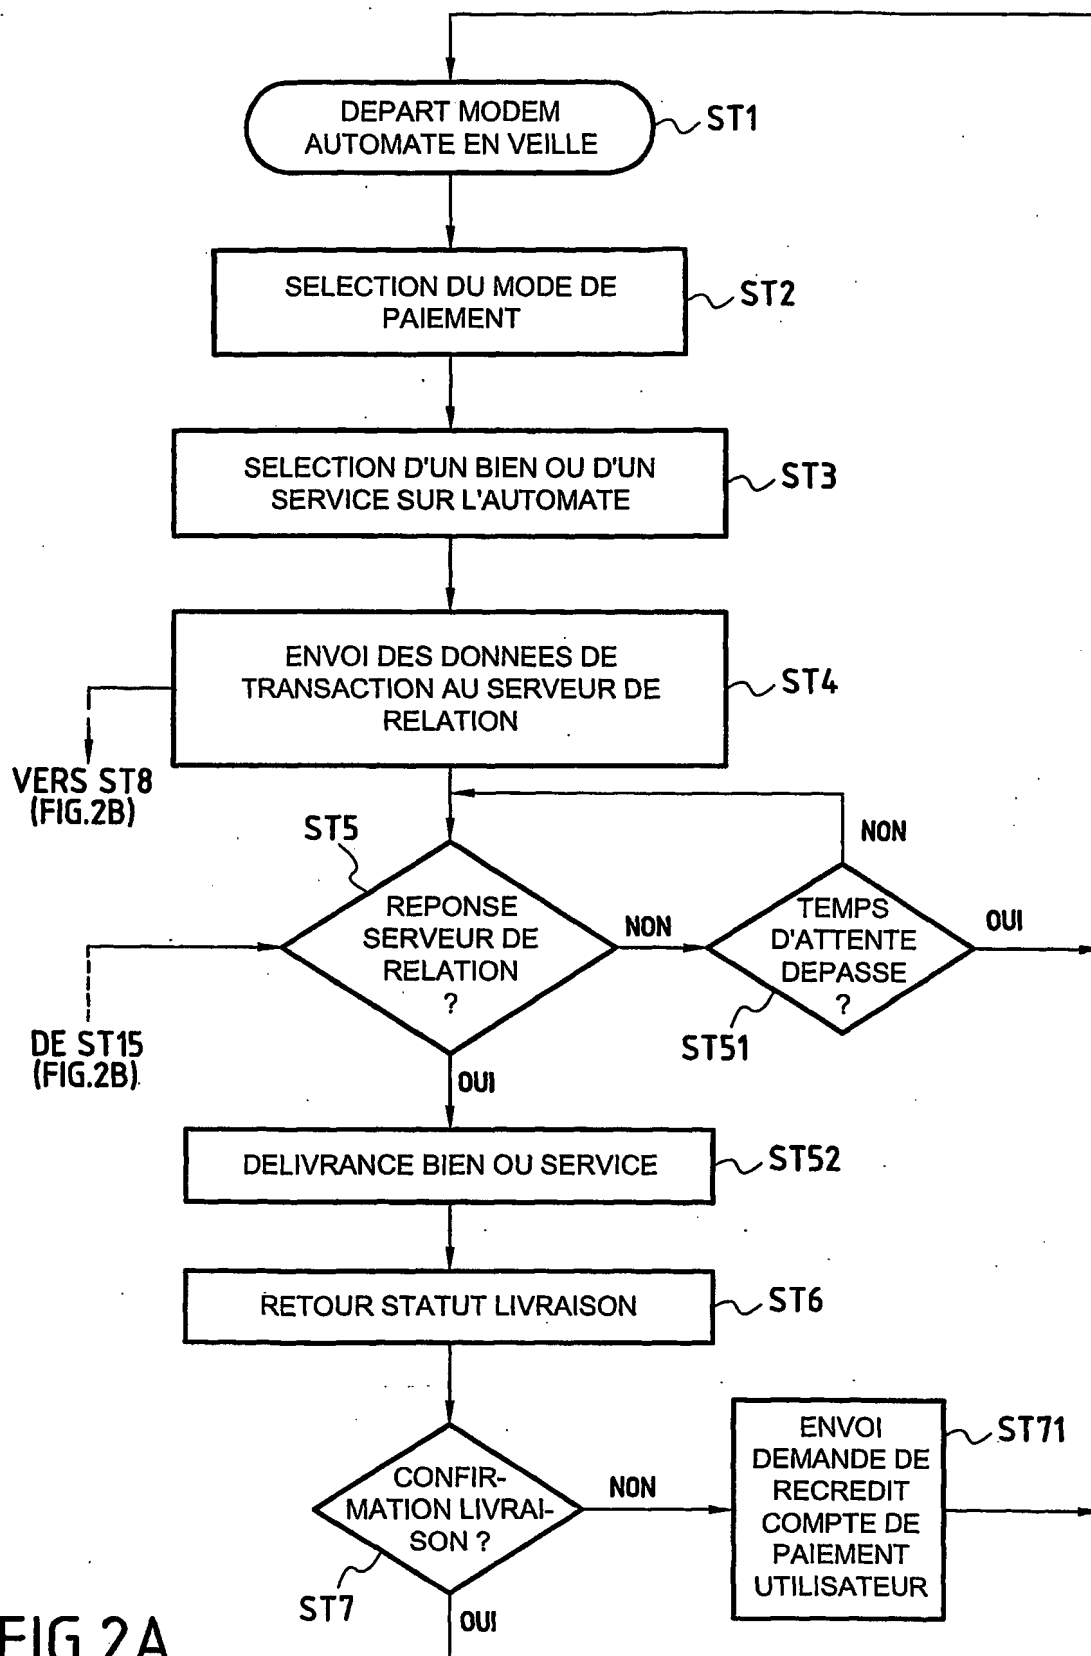 DEPART MODEM
AUTOMATE EN VEILLE
ST1
SELECTION DU MODE DE
PAIEMENT
ST2
SELECTION D'UN BIEN OU D'UN
SERVICE SUR L'AUTOMATE
ST3
ENVOI DES DONNEES DE
TRANSACTION AU SERVEUR DE
RELATION
ST4
VERS ST8
(FIG.2B)
ST5
REPONSE
SERVEUR DE
RELATION
?
NON
TEMPS
D'ATTENTE
DEPASSE
?
NON
OUI
ST51
DE ST15
(FIG.2B)
OUI
DELIVRANCE BIEN OU SERVICE
ST52
RETOUR STATUT LIVRAISON
ST6
CONFIR-
MATION LIVRAI-
SON ?
NON
ST7
OUI
ENVOI
DEMANDE DE
RECREDIT
COMPTE DE
PAIEMENT
UTILISATEUR
ST71
FIG.2A